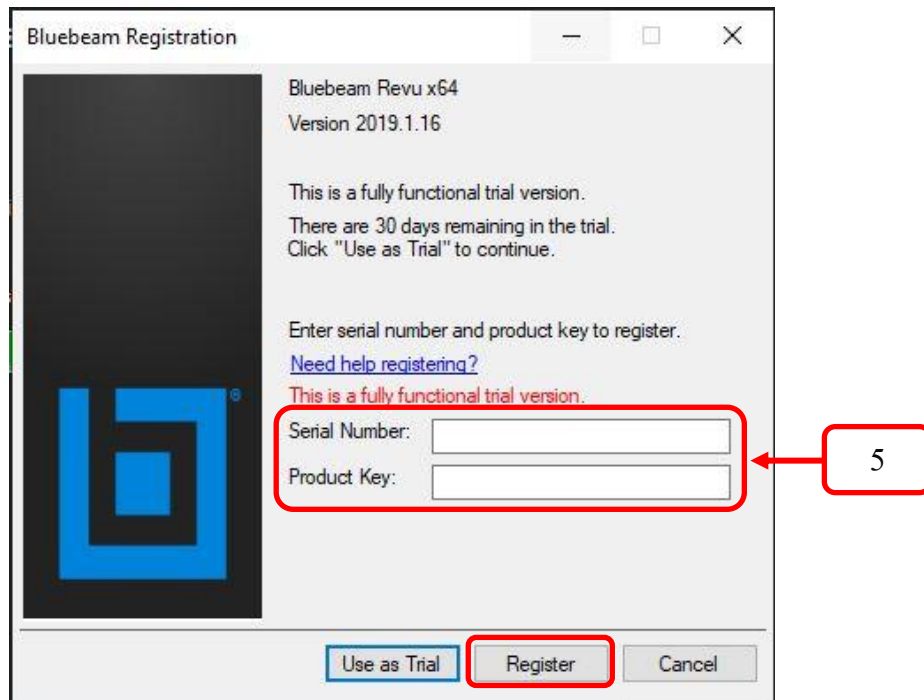 Bluebeam Registration
Bluebeam Revu x64
Version 2019.1.16
This is a fully functional trial version.
There are 30 days remaining in the trial.
Click "Use as Trial" to continue.
Enter serial number and product key to register.
Need help registering?
This is a fully functional trial version.
Serial Number:
5
Product Key:
Use as Trial
Register
Cancel